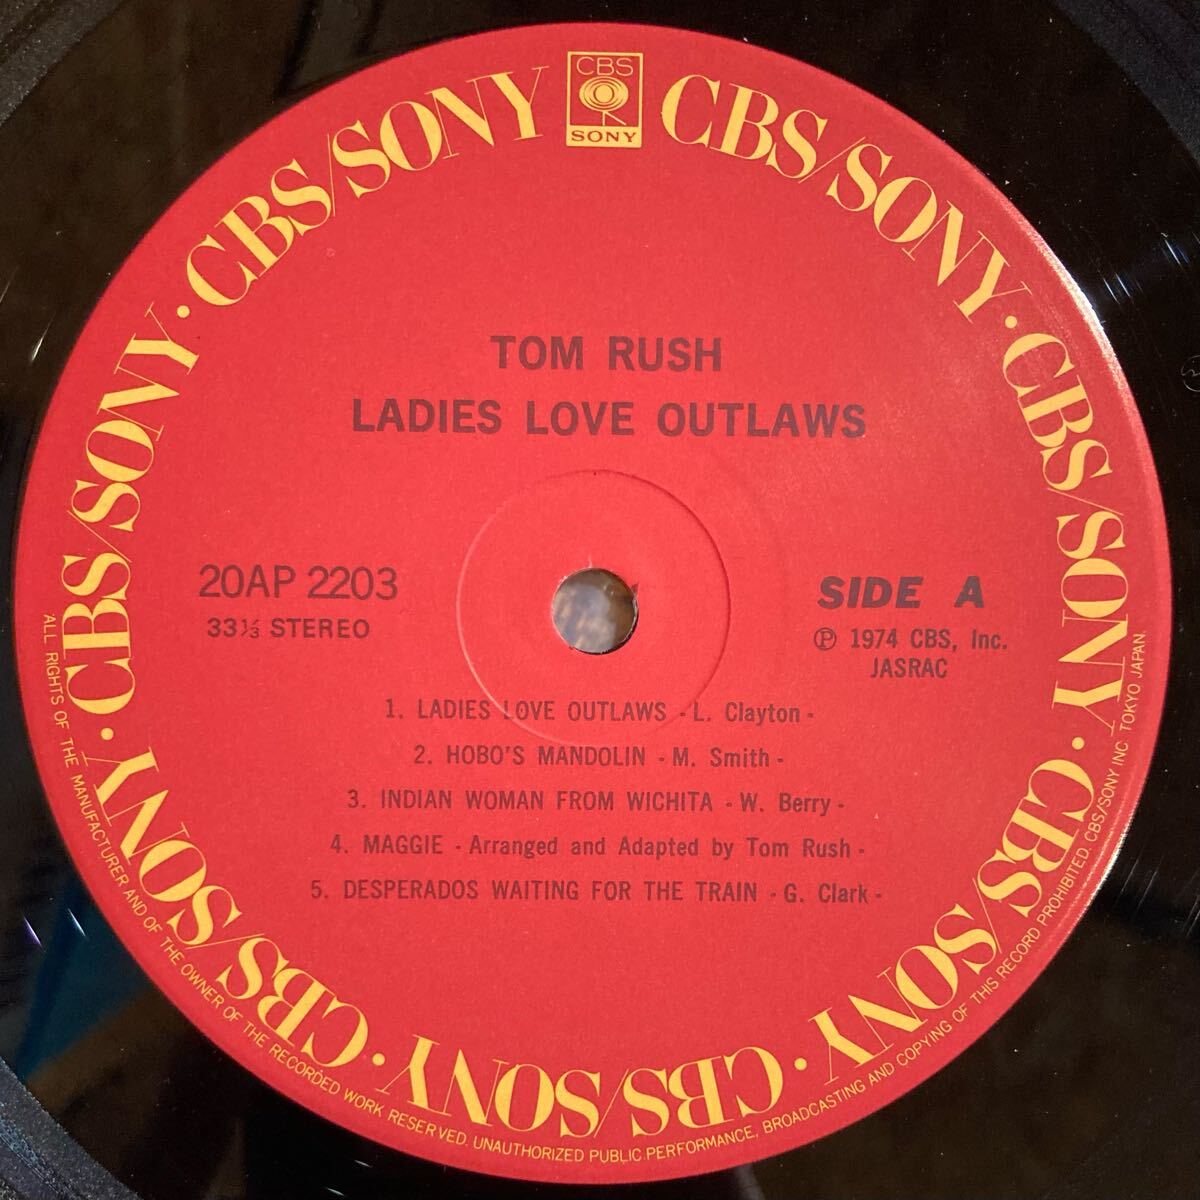 CBS
SONY
CBS/SONY · CBS/SONY · CBS/SONY · CBS/SONY · CBS/SONY · CBS/SONY · CBS/SONY · CBS/SONY
TOM RUSH
LADIES LOVE OUTLAWS
20AP 2203
33⅓ STEREO
SIDE A
Ⓟ 1974 CBS, Inc.
JASRAC
1. LADIES LOVE OUTLAWS - L. Clayton -
2. HOBO'S MANDOLIN - M. Smith -
3. INDIAN WOMAN FROM WICHITA - W. Berry -
4. MAGGIE - Arranged and Adapted by Tom Rush -
5. DESPERADOS WAITING FOR THE TRAIN - G. Clark -
ALL RIGHTS OF THE MANUFACTURER AND OF THE OWNER OF THE RECORDED WORK RESERVED. UNAUTHORIZED PUBLIC PERFORMANCE, BROADCASTING AND COPYING OF THIS RECORD PROHIBITED. CBS/SONY INC. TOKYO JAPAN.